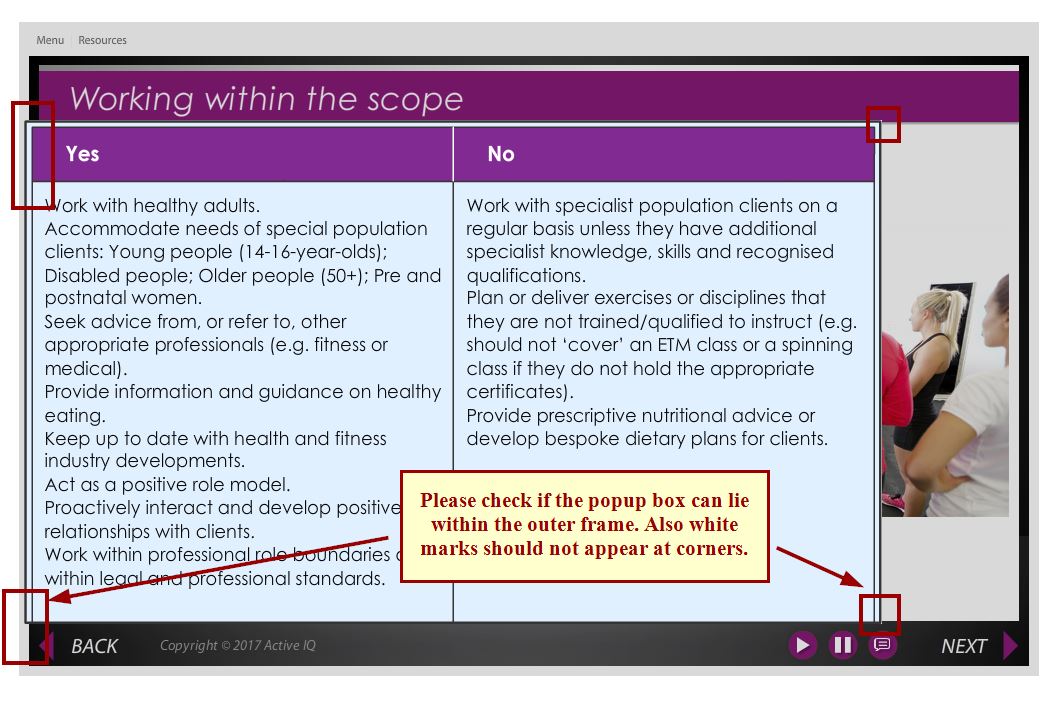 Menu | Resources
Working within the scope
Yes
No
Work with healthy adults.
Accommodate needs of special population
clients: Young people (14-16-year-olds);
Disabled people; Older people (50+); Pre and
postnatal women.
Seek advice from, or refer to, other
appropriate professionals (e.g. fitness or
medical).
Provide information and guidance on healthy
eating.
Keep up to date with health and fitness
industry developments.
Act as a positive role model.
Proactively interact and develop positive
relationships with clients.
Work within professional role boundaries
within legal and professional standards.
Work with specialist population clients on a
regular basis unless they have additional
specialist knowledge, skills and recognised
qualifications.
Plan or deliver exercises or disciplines that
they are not trained/qualified to instruct (e.g.
should not ‘cover’ an ETM class or a spinning
class if they do not hold the appropriate
certificates).
Provide prescriptive nutritional advice or
develop bespoke dietary plans for clients.
Please check if the popup box can lie
within the outer frame. Also white
marks should not appear at corners.
BACK
Copyright © 2017 Active IQ
NEXT